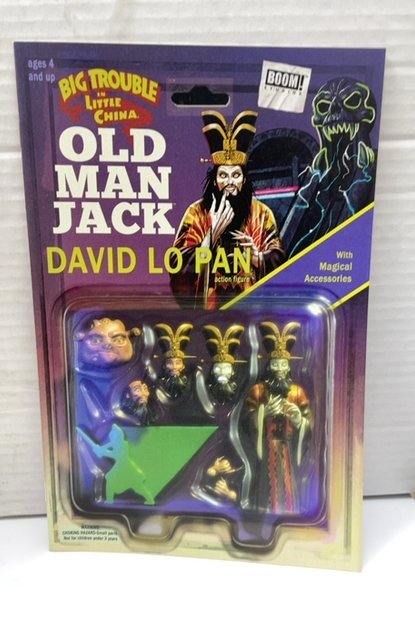 ages 4
and up
BIG TROUBLE
IN
LITTLE
CHINA
BOOM!
STUDIOS
OLD
MAN
JACK
DAVID LO PAN
action figure
With
Magical
Accessories
WARNING:
CHOKING HAZARD-Small parts.
Not for children under 3 years